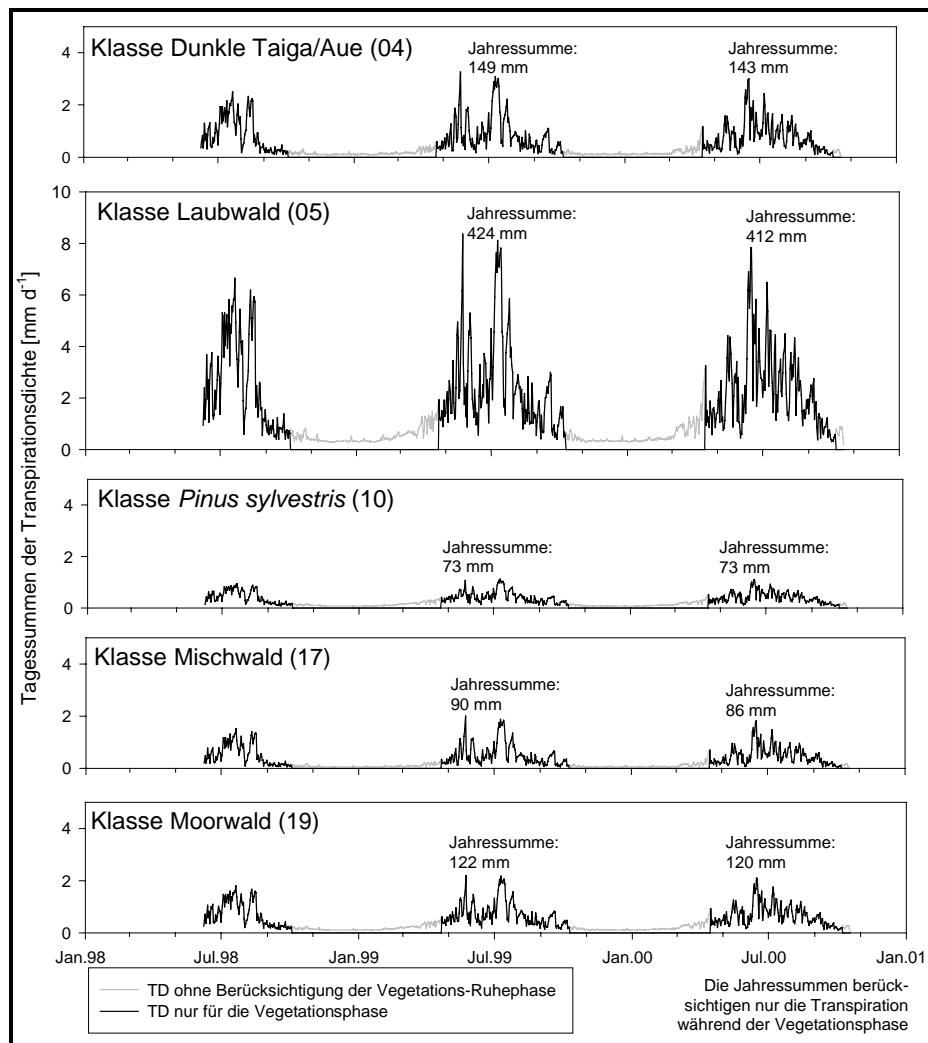 Tagessummen der Transpirationsdichte [mm d⁻¹]
Klasse Dunkle Taiga/Aue (04)
Jahressumme:
149 mm
Jahressumme:
143 mm
4
2
0
Klasse Laubwald (05)
Jahressumme:
424 mm
Jahressumme:
412 mm
10
8
6
4
2
0
Klasse Pinus sylvestris (10)
Jahressumme:
73 mm
Jahressumme:
73 mm
4
2
0
Klasse Mischwald (17)
Jahressumme:
90 mm
Jahressumme:
86 mm
4
2
0
Klasse Moorwald (19)
Jahressumme:
122 mm
Jahressumme:
120 mm
4
2
0
Jan.98 Jul.98 Jan.99 Jul.99 Jan.00 Jul.00 Jan.01
TD ohne Berücksichtigung der Vegetations-Ruhephase
TD nur für die Vegetationsphase
Die Jahressummen berück-
sichtigen nur die Transpiration
während der Vegetationsphase